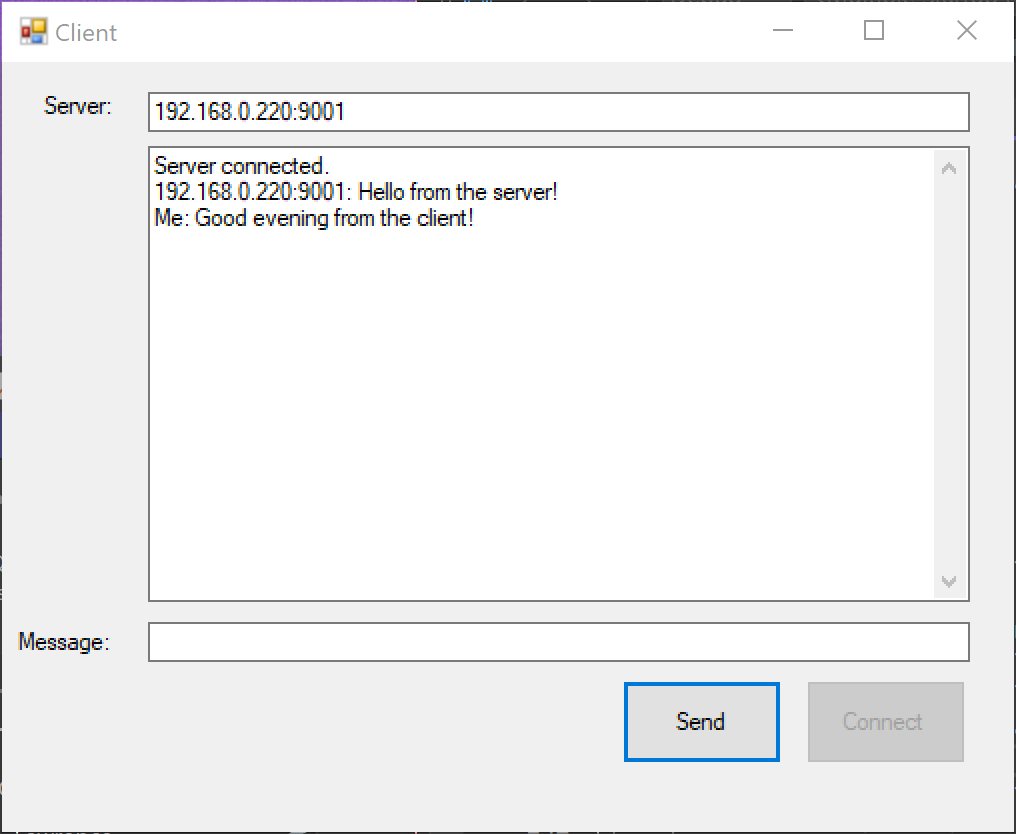 Client
Server:
192.168.0.220:9001
Server connected.
192.168.0.220:9001: Hello from the server!
Me: Good evening from the client!
Message:
Send
Connect